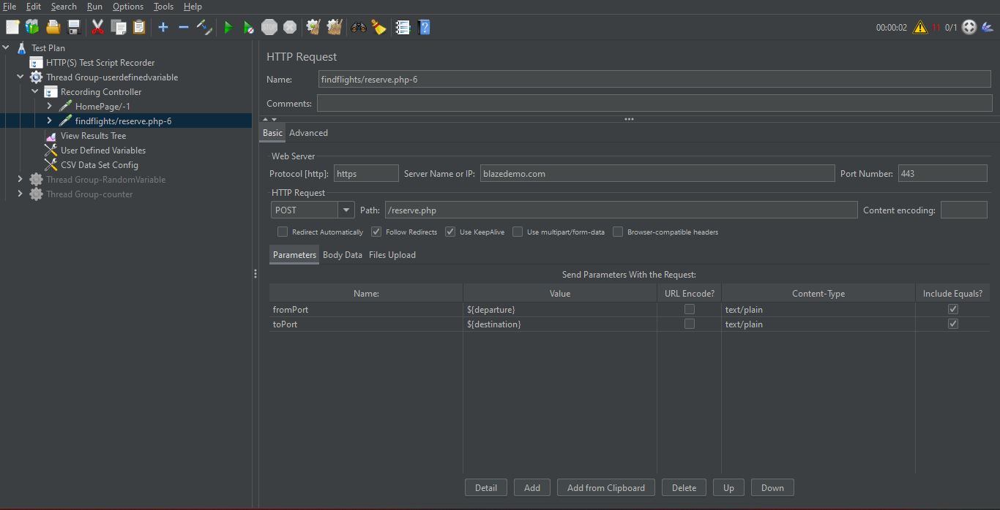 File Edit Search Run Options Tools Help
STOP ? 00:00:02 11 0/1
Test Plan
HTTP(S) Test Script Recorder
Thread Group-userdefinedvariable
Recording Controller
HomePage/-1
findflights/reserve.php-6
View Results Tree
User Defined Variables
CSV Data Set Config
Thread Group-RandomVariable
Thread Group-counter
HTTP Request
Name: findflights/reserve.php-6
Comments:
Basic Advanced
Web Server
Protocol [http]: https Server Name or IP: blazedemo.com Port Number: 443
HTTP Request
POST Path: /reserve.php Content encoding:
Redirect Automatically Follow Redirects Use KeepAlive Use multipart/form-data Browser-compatible headers
Parameters Body Data Files Upload
Send Parameters With the Request:
Name: Value URL Encode? Content-Type Include Equals?
fromPort ${departure} text/plain
toPort ${destination} text/plain
Detail Add Add from Clipboard Delete Up Down